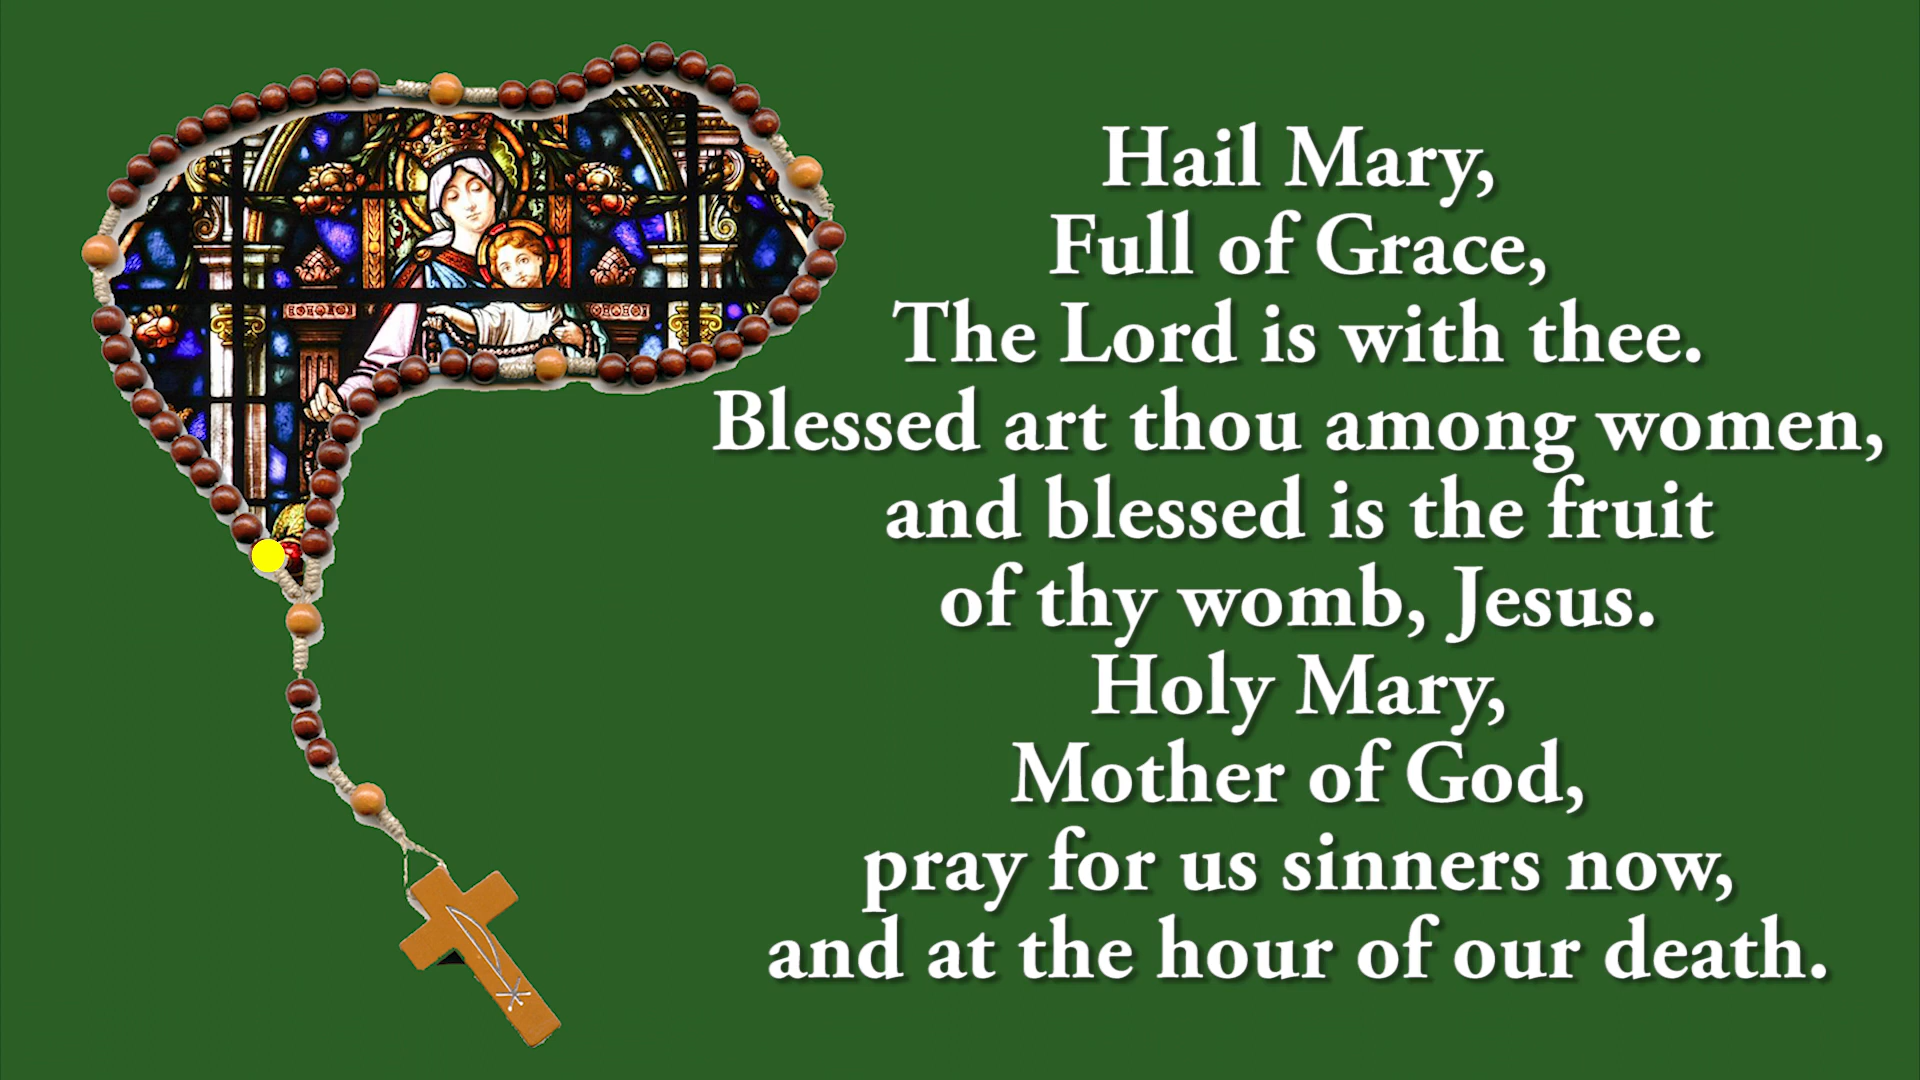 Hail Mary,
Full of Grace,
The Lord is with thee.
Blessed art thou among women,
and blessed is the fruit
of thy womb, Jesus.
Holy Mary,
Mother of God,
pray for us sinners now,
and at the hour of our death.